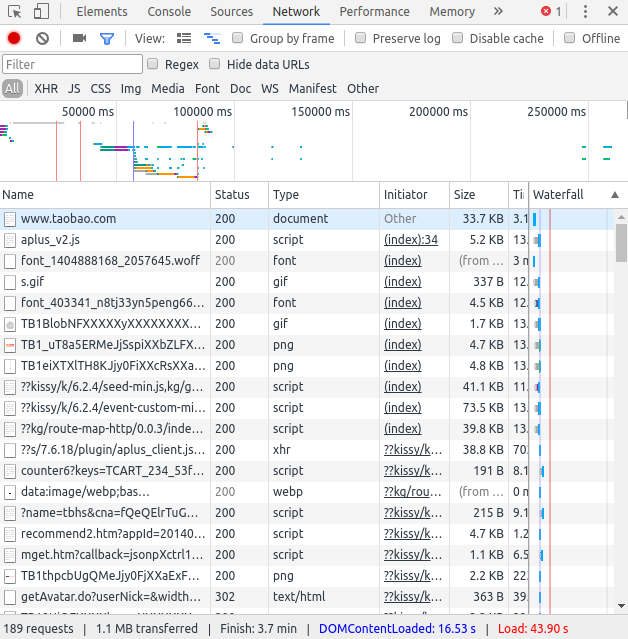 Elements Console Sources Network Performance Memory » 1
View: Group by frame Preserve log Disable cache Offline
Filter Regex Hide data URLs
All XHR JS CSS Img Media Font Doc WS Manifest Other
50000 ms 100000 ms 150000 ms 200000 ms 250000 ms
Name Status Type Initiator Size Ti Waterfall
www.taobao.com 200 document Other 33.7 KB 3.1
aplus_v2.js 200 script (index):34 5.2 KB 13.
font_1404888168_2057645.woff 200 font (index) (from ... 3 m
s.gif 200 gif (index) 337 B 12.
font_403341_n8tj33yn5peng66... 200 font (index) 4.5 KB 12.
TB1BlobNFXXXXXyXXXXXXXX... 200 gif (index) 1.7 KB 13.
TB1_uT8a5ERMeJjSspiXXbZLFX... 200 png (index) 4.7 KB 13.
TB1eiXTXlTH8KJjy0FiXXcRsXXa... 200 png (index) 4.8 KB 13.
??kissy/k/6.2.4/seed-min.js,kg/g... 200 script (index) 41.1 KB 11.
??kissy/k/6.2.4/event-custom-mi... 200 script (index) 73.5 KB 13.
??kg/route-map-http/0.0.3/inde... 200 script (index) 39.8 KB 13.
??s/7.6.18/plugin/aplus_client.js... 200 xhr ??kissy/k... 38.8 KB 70.
counter6?keys=TCART_234_53f... 200 script ??kissy/k... 191 B 8.1
data:image/webp;bas... 200 webp ??kg/rou... (from ... 0 m
?name=tbhs&cna=fQeQElrTuG... 200 script ??kissy/k... 215 B 9.1
recommend2.htm?appId=20140... 200 script ??kissy/k... 4.7 KB 1.2
mget.htm?callback=jsonpXctrl1... 200 script ??kissy/k... 1.1 KB 6.5
TB1thpcbUgQMeJjy0FjXXaExF... 200 png ??kissy/k... 2.2 KB 22.
getAvatar.do?userNick=&width... 302 text/html ??kissy/k... 363 B 39.
189 requests | 1.1 MB transferred | Finish: 3.7 min | DOMContentLoaded: 16.53 s | Load: 43.90 s